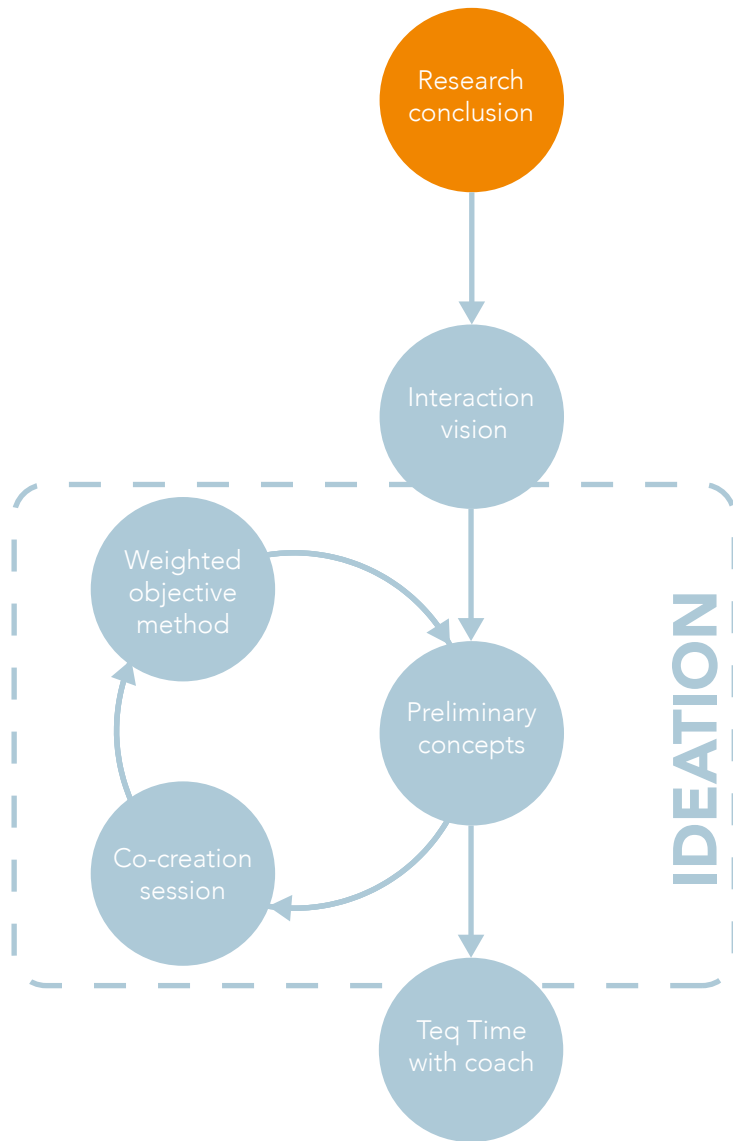 Research
conclusion
Interaction
vision
Weighted
objective
method
Preliminary
concepts
IDEATION
Co-creation
session
Teq Time
with coach